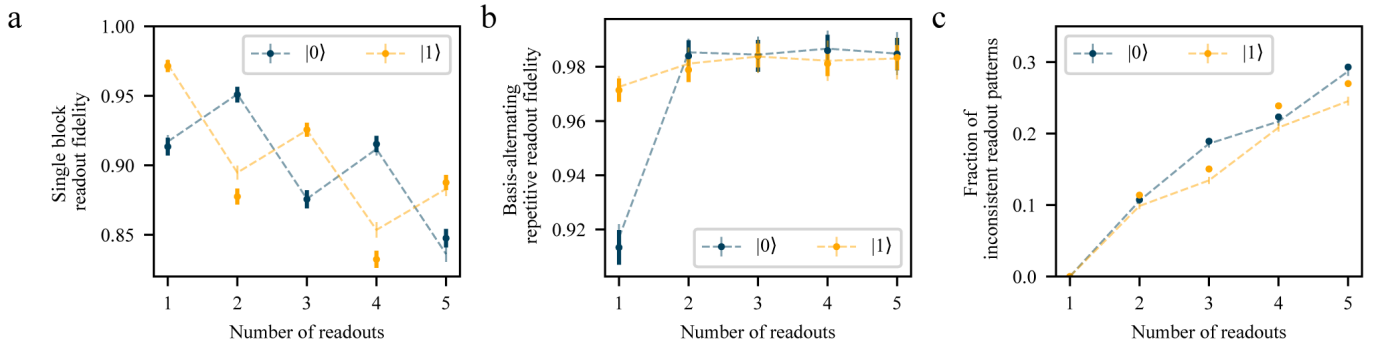 a
Single block
readout fidelity
1.00
0.95
0.90
0.85
|0⟩ |1⟩
1 2 3 4 5
Number of readouts
b
Basis-alternating
repetitive readout fidelity
0.98
0.96
0.94
0.92
|0⟩ |1⟩
1 2 3 4 5
Number of readouts
c
Fraction of
inconsistent readout patterns
0.3
0.2
0.1
0.0
|0⟩ |1⟩
1 2 3 4 5
Number of readouts